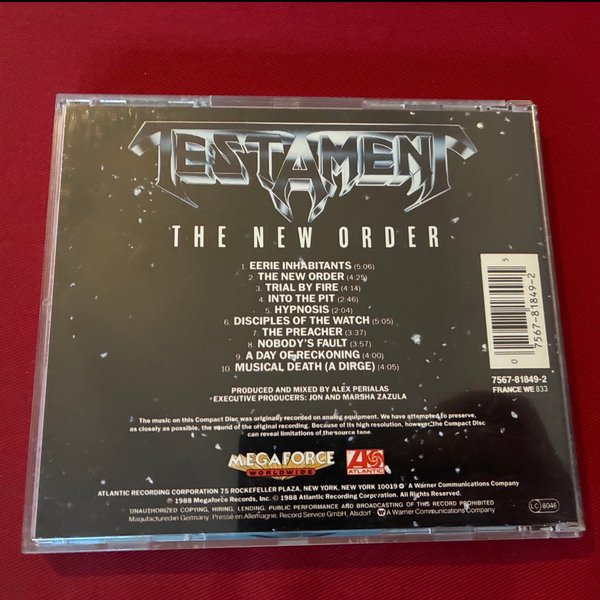 TESTAMENT
THE NEW ORDER
1. EERIE INHABITANTS (5:06)
2. THE NEW ORDER (4:25)
3. TRIAL BY FIRE (4:14)
4. INTO THE PIT (2:46)
5. HYPNOSIS (2:04)
6. DISCIPLES OF THE WATCH (5:05)
7. THE PREACHER (3:37)
8. NOBODY'S FAULT (3:57)
9. A DAY OF RECKONING (4:00)
10. MUSICAL DEATH (A DIRGE) (4:05)
5
0 7567-81849-2
7567-81849-2
FRANCE WE 833
PRODUCED AND MIXED BY ALEX PERIALAS
EXECUTIVE PRODUCERS: JON AND MARSHA ZAZULA
The music on this Compact Disc was originally recorded on analog equipment. We have attempted to preserve,
as closely as possible, the sound of the original recording. Because of its high resolution, however, the Compact Disc
can reveal limitations of the source tape.
MEGAFORCE
WORLDWIDE
ATLANTIC
ATLANTIC RECORDING CORPORATION 75 ROCKEFELLER PLAZA, NEW YORK, NEW YORK 10019 A Warner Communications Company
℗ 1988 Megaforce Records, Inc. © 1988 Atlantic Recording Corporation. All Rights Reserved.
UNAUTHORIZED COPYING, HIRING, LENDING, PUBLIC PERFORMANCE AND BROADCASTING OF THIS RECORD PROHIBITED
Manufactured in Germany. Pressé en Allemagne. Record Service GmbH, Alsdorf · A Warner Communications Company
LC 8046